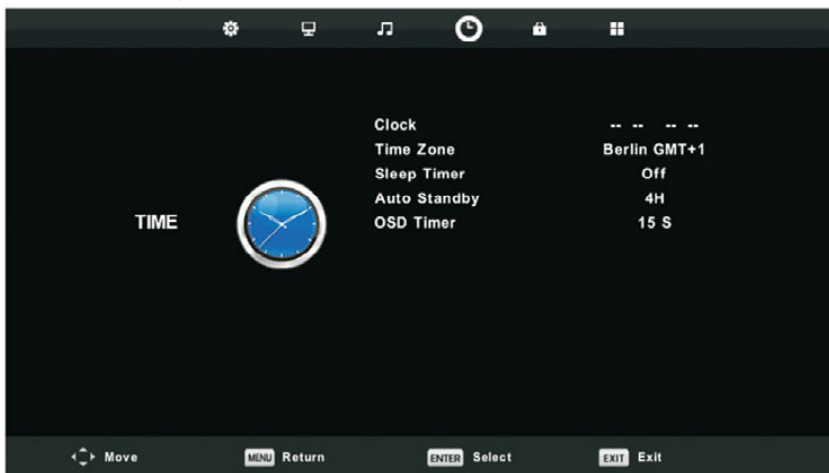 Clock -- -- -- --
Time Zone Berlin GMT+1
Sleep Timer Off
Auto Standby 4H
TIME
OSD Timer 15 S
Move MENU Return ENTER Select EXIT Exit